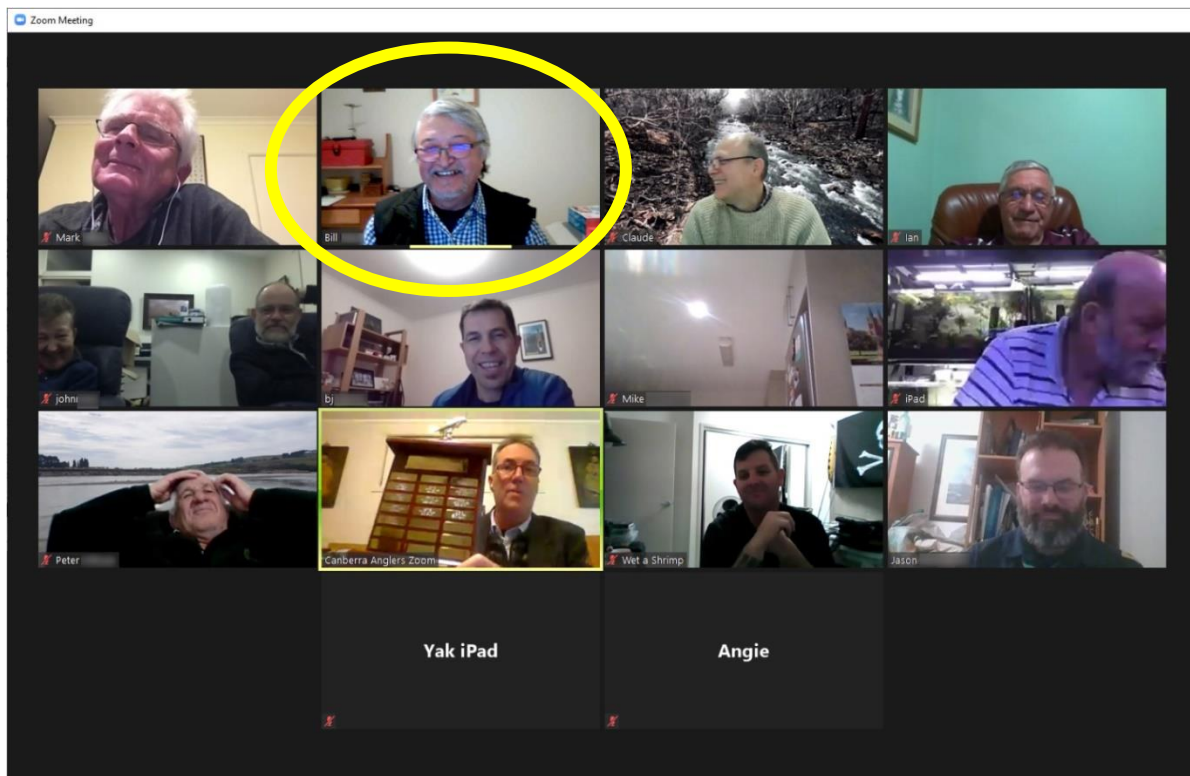 Zoom Meeting
Mark
Bill
Claude
Ian
john
bj
Mike
iPad
Peter
Canberra Anglers Zoom
Wet a Shrimp
Jason
Yak iPad
Angie